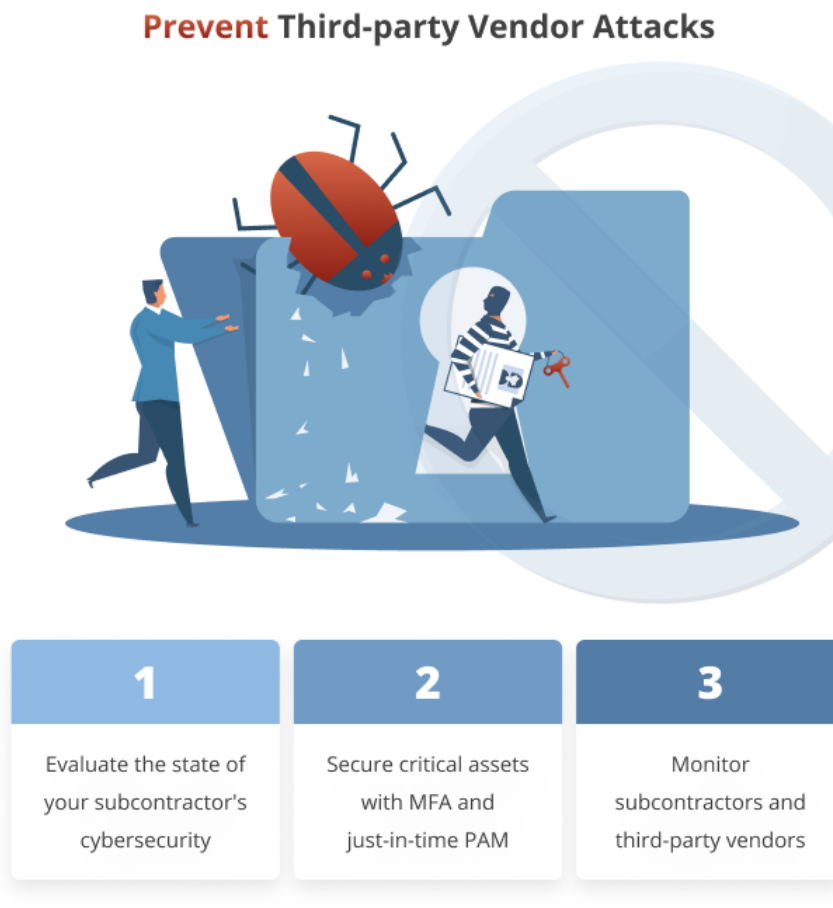 Prevent Third-party Vendor Attacks
1
Evaluate the state of
your subcontractor's
cybersecurity
2
Secure critical assets
with MFA and
just-in-time PAM
3
Monitor
subcontractors and
third-party vendors